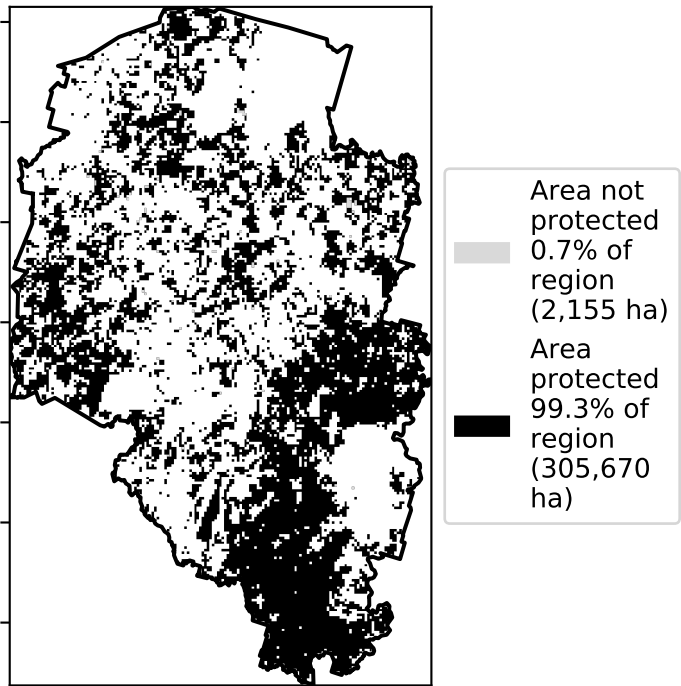 Area not
protected
0.7% of
region
(2,155 ha)
Area
protected
99.3% of
region
(305,670
ha)